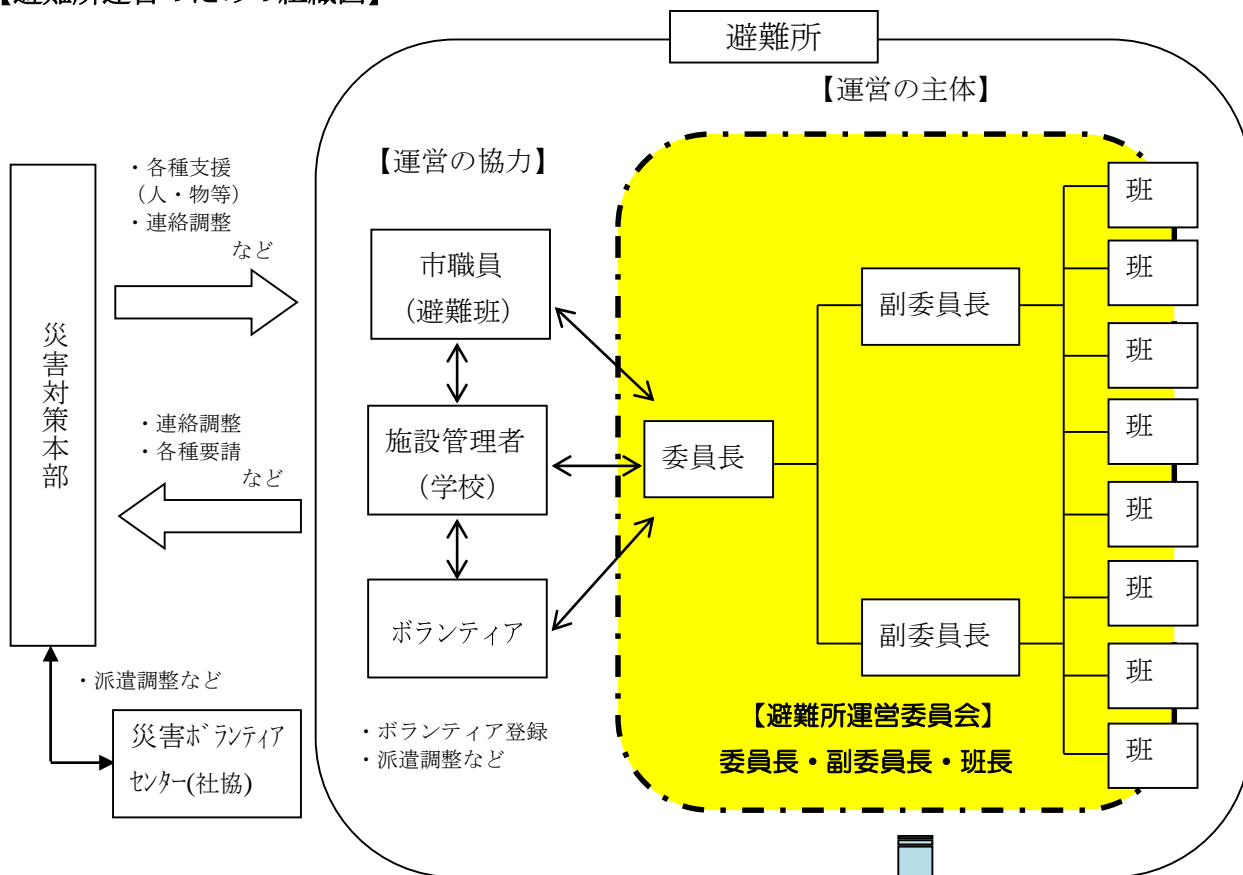 【避難所運営のための組織図】
避難所
【運営の主体】
【運営の協力】
・各種支援
（人・物等）
・連絡調整
など
災害対策本部
・連絡調整
・各種要請
など
・派遣調整など
災害ﾎﾞﾗﾝﾃｨｱ
ｾﾝﾀｰ(社協)
市職員
（避難班）
施設管理者
（学校）
ボランティア
・ボランティア登録
・派遣調整など
委員長
副委員長
副委員長
班
班
班
班
班
班
班
班
【避難所運営委員会】
委員長・副委員長・班長